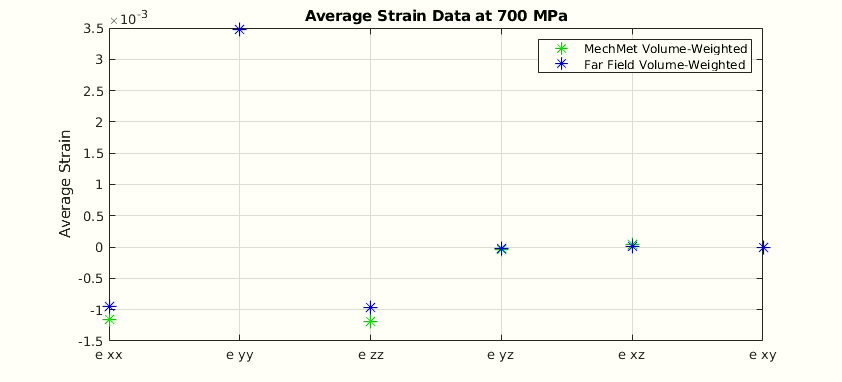 Average Strain Data at 700 MPa
×10-3
3.5
3
2.5
2
1.5
1
0.5
0
-0.5
-1
-1.5
Average Strain
MechMet Volume-Weighted
Far Field Volume-Weighted
e xx
e yy
e zz
e yz
e xz
e xy